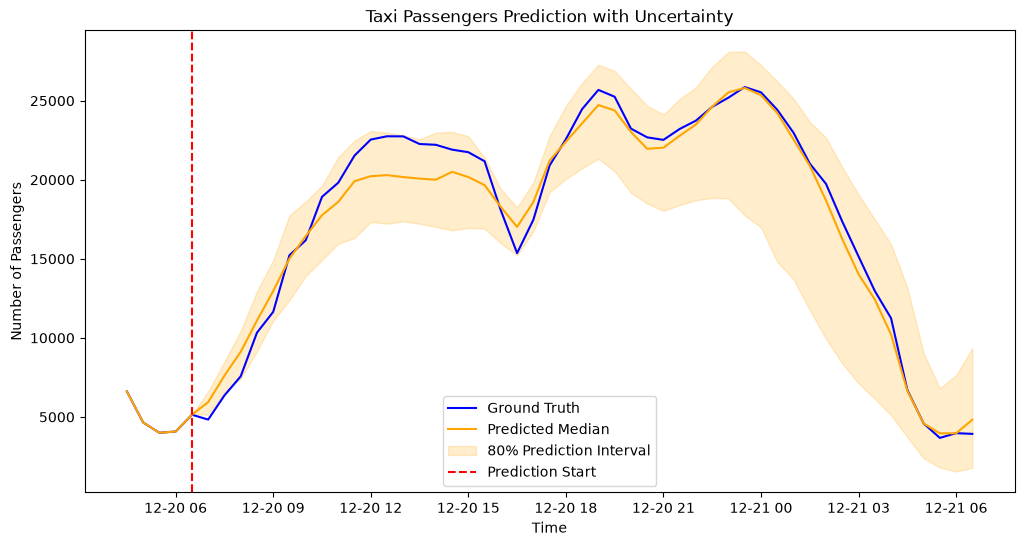 Taxi Passengers Prediction with Uncertainty
Number of Passengers
25000
20000
15000
10000
5000
Ground Truth
Predicted Median
80% Prediction Interval
Prediction Start
12-20 06
12-20 09
12-20 12
12-20 15
12-20 18
12-20 21
12-21 00
12-21 03
12-21 06
Time